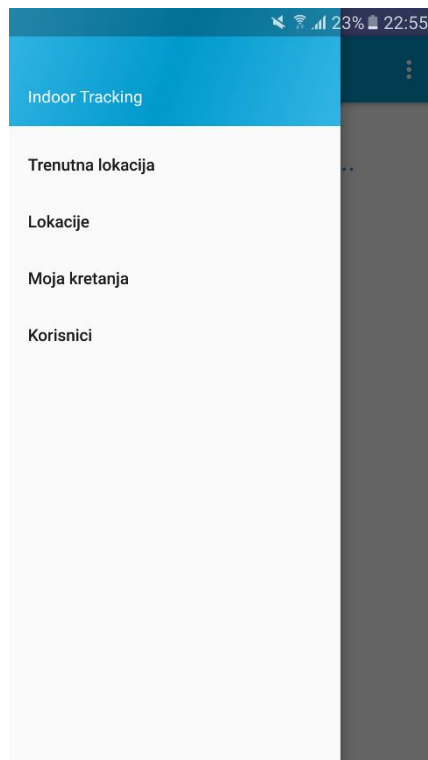 23% 22:55
Indoor Tracking
Trenutna lokacija
..
Lokacije
Moja kretanja
Korisnici